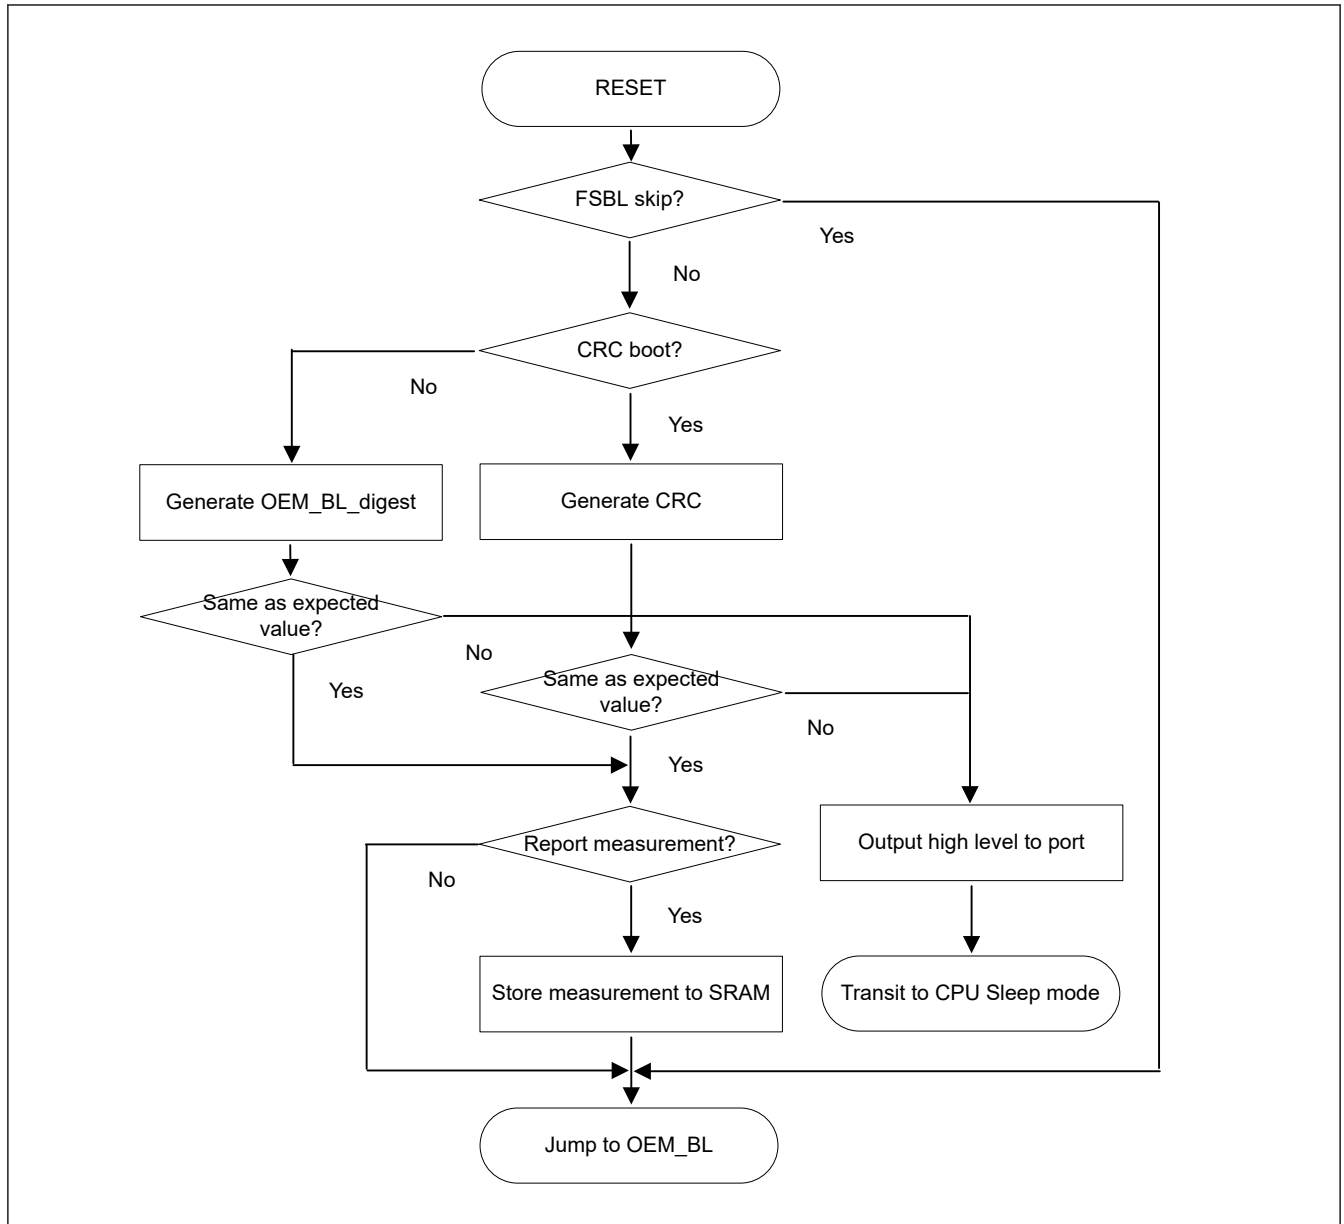 RESET
FSBL skip?
Yes
No
CRC boot?
No
Yes
Generate OEM_BL_digest
Generate CRC
Same as expected
value?
No
Yes
Same as expected
value?
No
Yes
Report measurement?
Output high level to port
No
Yes
Store measurement to SRAM
Transit to CPU Sleep mode
Jump to OEM_BL